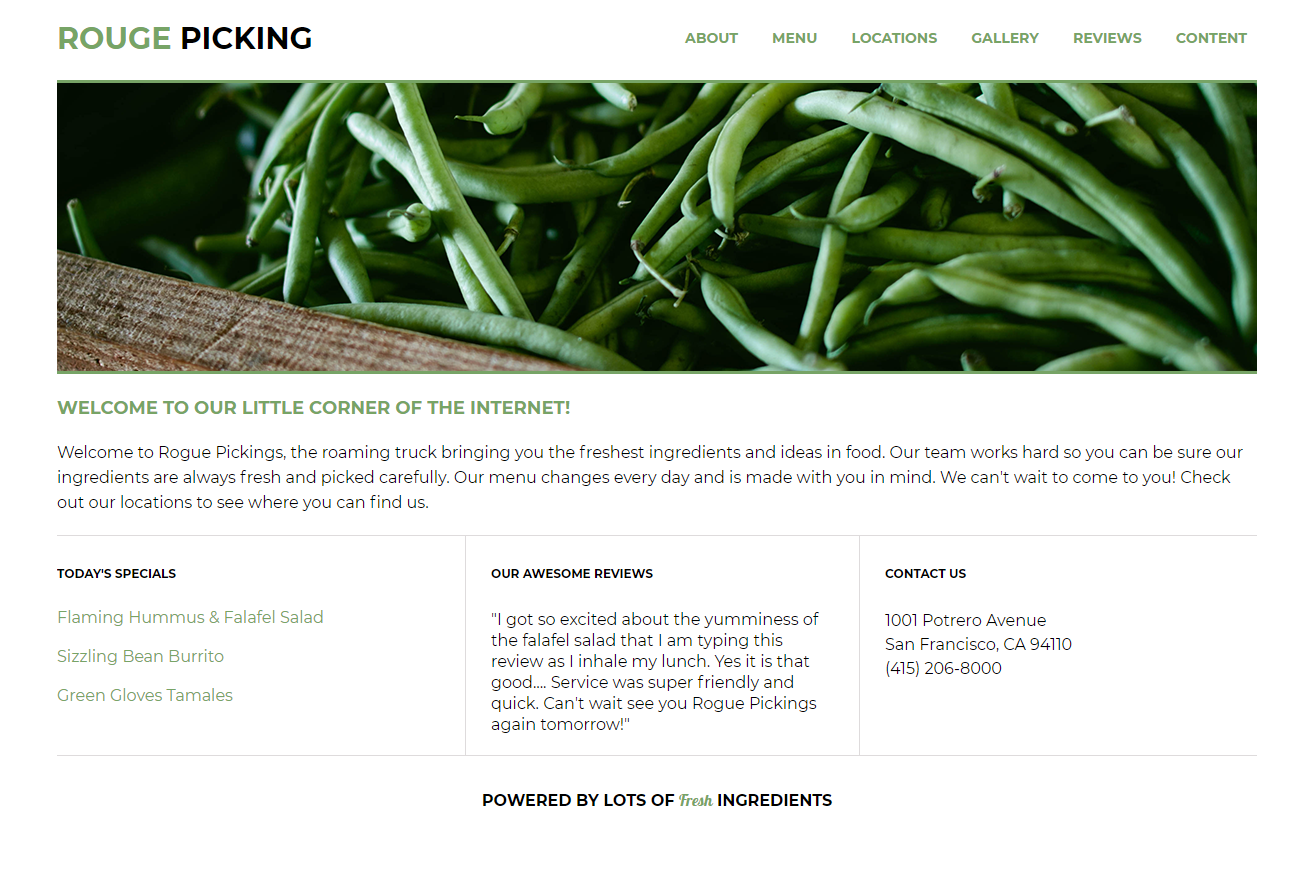 ROUGE PICKING
ABOUT MENU LOCATIONS GALLERY REVIEWS CONTENT
WELCOME TO OUR LITTLE CORNER OF THE INTERNET!
Welcome to Rogue Pickings, the roaming truck bringing you the freshest ingredients and ideas in food. Our team works hard so you can be sure our
ingredients are always fresh and picked carefully. Our menu changes every day and is made with you in mind. We can't wait to come to you! Check
out our locations to see where you can find us.
TODAY'S SPECIALS
Flaming Hummus & Falafel Salad
Sizzling Bean Burrito
Green Gloves Tamales
OUR AWESOME REVIEWS
"I got so excited about the yumminess of
the falafel salad that I am typing this
review as I inhale my lunch. Yes it is that
good.... Service was super friendly and
quick. Can't wait see you Rogue Pickings
again tomorrow!"
CONTACT US
1001 Potrero Avenue
San Francisco, CA 94110
(415) 206-8000
POWERED BY LOTS OF Fresh INGREDIENTS